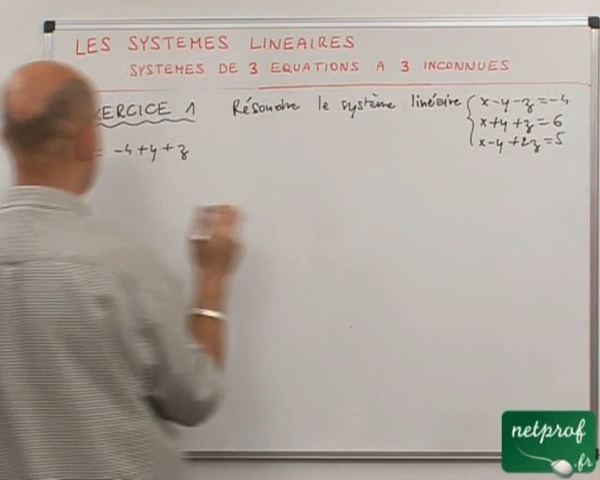 LES SYSTEMES LINEAIRES
SYSTEMES DE 3 EQUATIONS A 3 INCONNUES
ERCICE 1 Résoudre le système linéaire { x-y-z=-4
x+y+z=6
x-y+2z=5
= -4+y+z
netprof
.fr